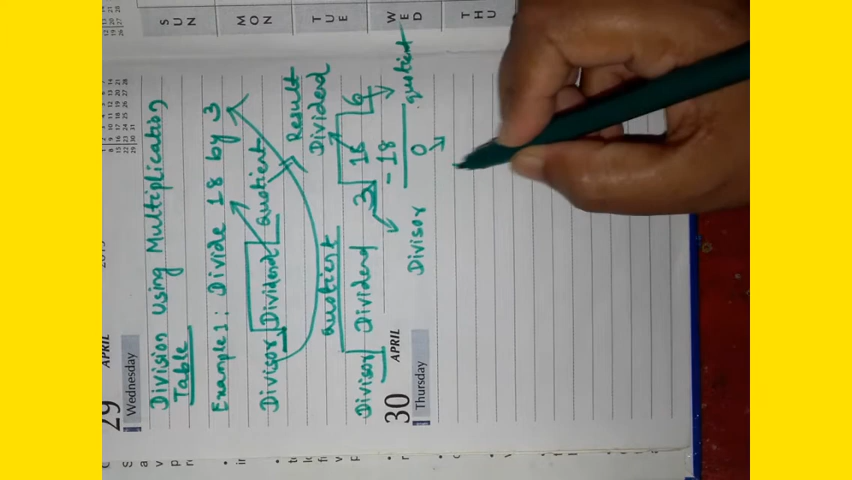 SUN MON TUE WED THU
29 APRIL
Wednesday
Division Using Multiplication
Table
Example 1: Divide 18 by 3
Divisor Dividend Quotient
Result
Quotient Dividend
Divisor Dividend 3 18 6
-18
30 APRIL
Thursday
0 quotient
Divisor